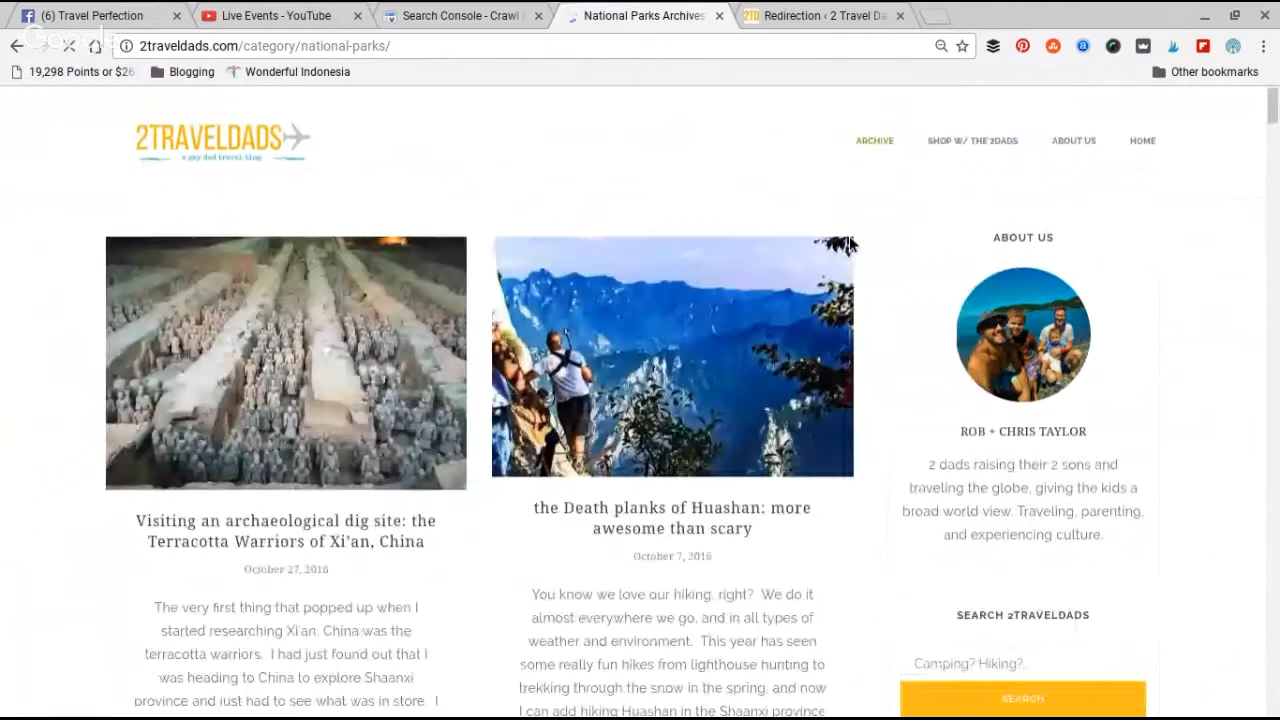 (6) Travel Perfection
Live Events - YouTube
Search Console - Crawl
National Parks Archives
Redirection ‹ 2 Travel Da
2traveldads.com/category/national-parks/
19,298 Points or $26
Blogging
Wonderful Indonesia
Other bookmarks
2TRAVELDADS
a gay dad travel blog
ARCHIVE
SHOP W/ THE 2DADS
ABOUT US
HOME
Visiting an archaeological dig site: the
Terracotta Warriors of Xi'an, China
October 27, 2016
The very first thing that popped up when I
started researching Xi'an, China was the
terracotta warriors. I had just found out that I
was heading to China to explore Shaanxi
province and just had to see what was in store. I
the Death planks of Huashan: more
awesome than scary
October 7, 2016
You know we love our hiking, right? We do it
almost everywhere we go, and in all types of
weather and environment. This year has seen
some really fun hikes from lighthouse hunting to
trekking through the snow in the spring, and now
I can add hiking Huashan in the Shaanxi province
ABOUT US
ROB + CHRIS TAYLOR
2 dads raising their 2 sons and
traveling the globe, giving the kids a
broad world view. Traveling, parenting,
and experiencing culture.
SEARCH 2TRAVELDADS
Camping? Hiking?..
SEARCH